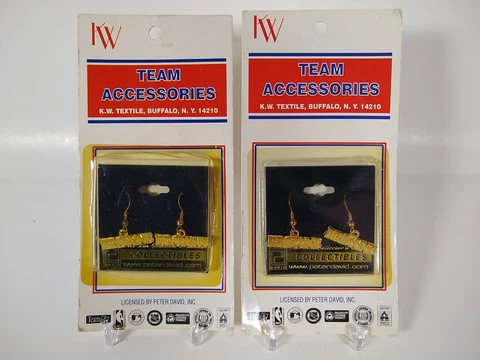 KW
TEAM
ACCESSORIES
K.W. TEXTILE, BUFFALO, N. Y. 14210
COLLECTIBLES
www.peterdavid.com
LICENSED BY PETER DAVID, INC.
KW
TEAM
ACCESSORIES
K.W. TEXTILE, BUFFALO, N. Y. 14210
COLLECTIBLES
www.peterdavid.com
LICENSED BY PETER DAVID, INC.